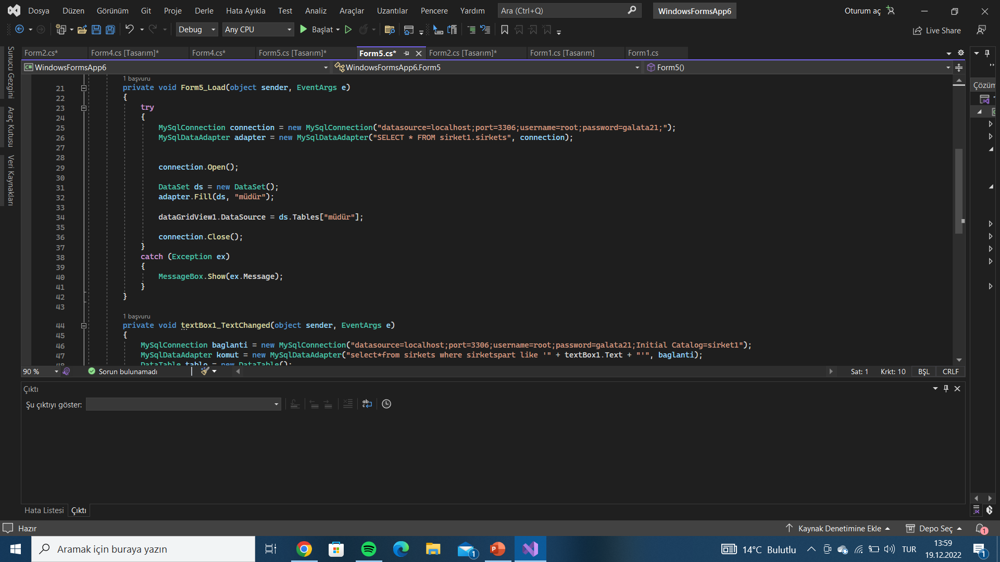 Dosya Düzen Görünüm Git Proje Derle Hata Ayıkla Test Analiz Araçlar Uzantılar Pencere Yardım Ara (Ctrl+Q) WindowsFormsApp6 Oturum aç
Debug Any CPU Başlat Live Share
Form2.cs* Form4.cs [Tasarım]* Form4.cs* Form5.cs [Tasarım]* Form5.cs* Form2.cs [Tasarım]* Form1.cs [Tasarım] Form1.cs
C# WindowsFormsApp6 WindowsFormsApp6.Form5 Form5()
Sunucu Gezgini
Araç Kutusu
Veri Kaynakları
Çözüm
1 başvuru
21 private void Form5_Load(object sender, EventArgs e)
22 {
23 try
24 {
25 MySqlConnection connection = new MySqlConnection("datasource=localhost;port=3306;username=root;password=galata21;");
26 MySqlDataAdapter adapter = new MySqlDataAdapter("SELECT * FROM sirket1.sirkets", connection);
27
28
29 connection.Open();
30
31 DataSet ds = new DataSet();
32 adapter.Fill(ds, "müdür");
33
34 dataGridView1.DataSource = ds.Tables["müdür"];
35
36 connection.Close();
37 }
38 catch (Exception ex)
39 {
40 MessageBox.Show(ex.Message);
41 }
42 }
43
1 başvuru
44 private void textBox1_TextChanged(object sender, EventArgs e)
45 {
46 MySqlConnection baglanti = new MySqlConnection("datasource=localhost;port=3306;username=root;password=galata21;Initial Catalog=sirket1");
47 MySqlDataAdapter komut = new MySqlDataAdapter("select*from sirkets where sirketspart like '" + textBox1.Text + "'", baglanti);
48 DataTable tablo = new DataTable();
90 % Sorun bulunamadı Sat: 1 Krkt: 10 BŞL CRLF
Çıktı
Şu çıktıyı göster:
Hata Listesi Çıktı
Hazır Kaynak Denetimine Ekle Depo Seç 1
Aramak için buraya yazın 1 14°C Bulutlu TUR 13:59
19.12.2022 1